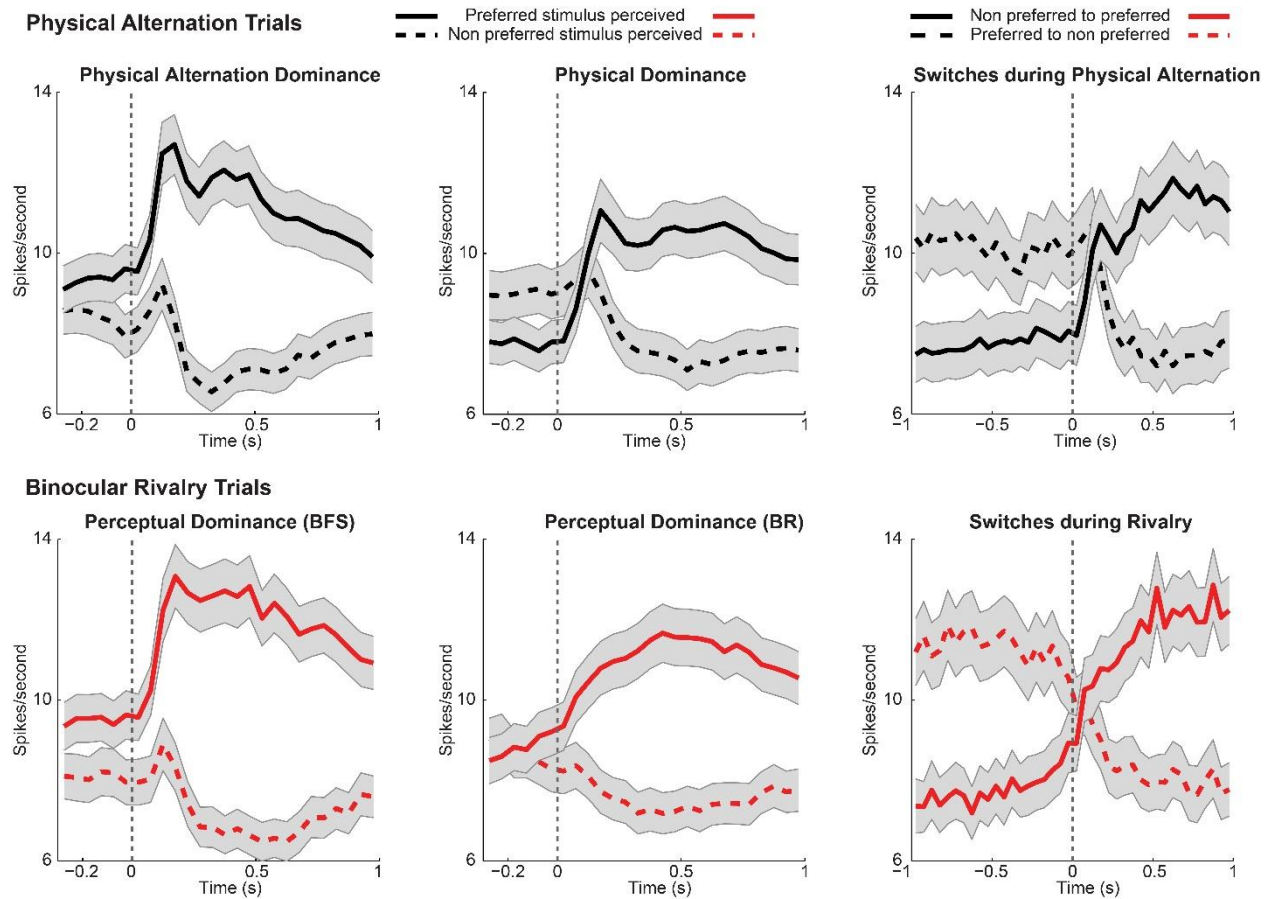 Physical Alternation Trials
Preferred stimulus perceived
Non preferred stimulus perceived
Non preferred to preferred
Preferred to non preferred
Physical Alternation Dominance
14
10
6
Spikes/second
−0.2 0 0.5 1
Time (s)
Physical Dominance
Spikes/second
−0.2 0 0.5 1
Time (s)
Switches during Physical Alternation
14
10
6
Spikes/second
−1 −0.5 0 0.5 1
Time (s)
Binocular Rivalry Trials
Perceptual Dominance (BFS)
14
10
6
Spikes/second
−0.2 0 0.5 1
Time (s)
Perceptual Dominance (BR)
14
10
6
Spikes/second
−0.2 0 0.5 1
Time (s)
Switches during Rivalry
14
10
6
Spikes/second
−1 −0.5 0 0.5 1
Time (s)